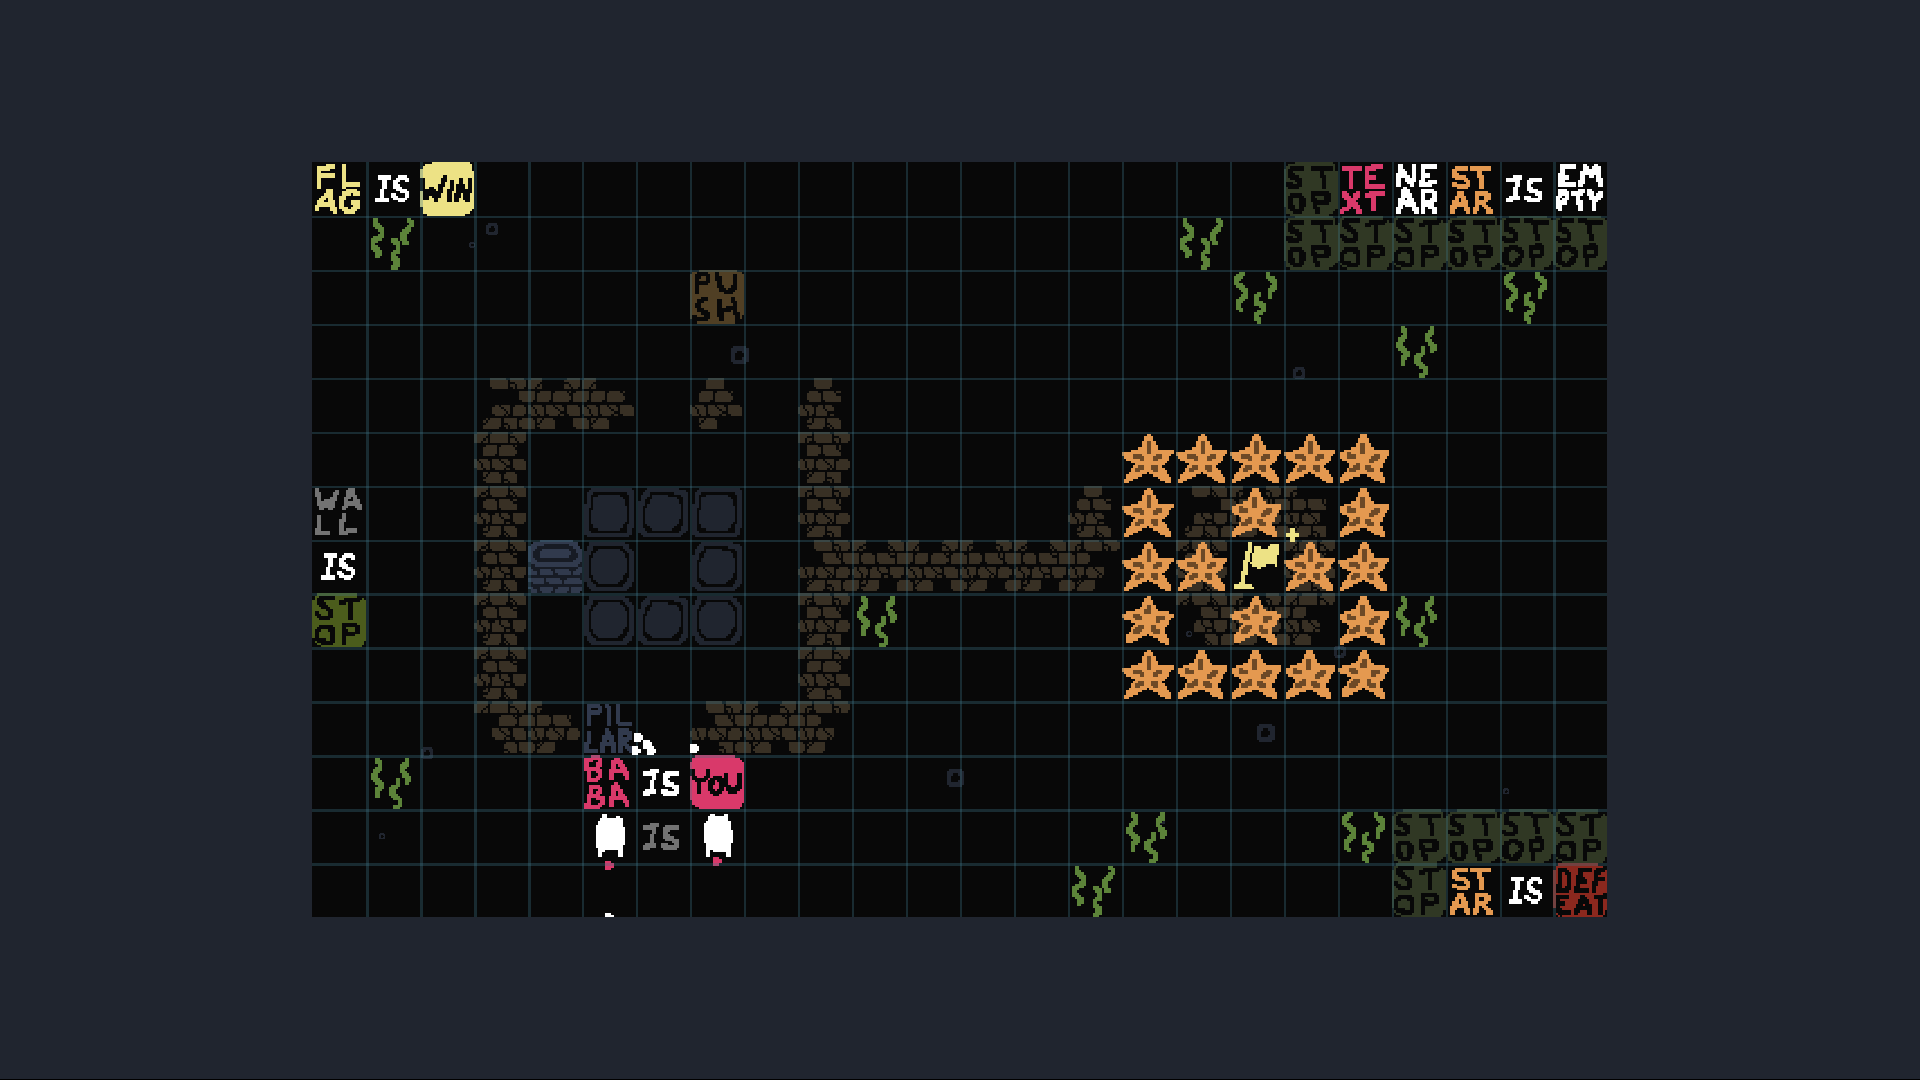 FLAG IS WIN
STOP TEXT NEAR STAR IS EMPTY
STOP STOP STOP STOP STOP STOP
PUSH
WALL
IS
STOP
PILLAR
BABA IS YOU
IS
STOP STOP STOP STOP
STOP STAR IS DEFEAT